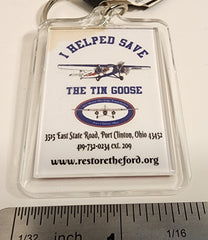 I HELPED SAVE
THE TIN GOOSE
3515 East State Road, Port Clinton, Ohio 43452
419-732-0234 ext. 209
www.restoretheford.org
1/32 inch 1 1/16